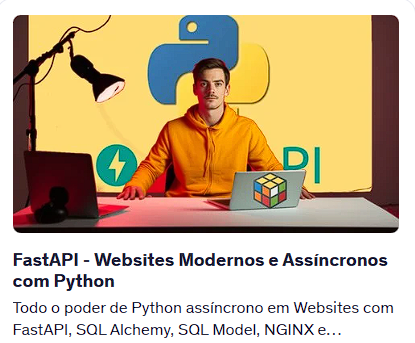 PI
FastAPI - Websites Modernos e Assíncronos
com Python
Todo o poder de Python assíncrono em Websites com
FastAPI, SQL Alchemy, SQL Model, NGINX e…